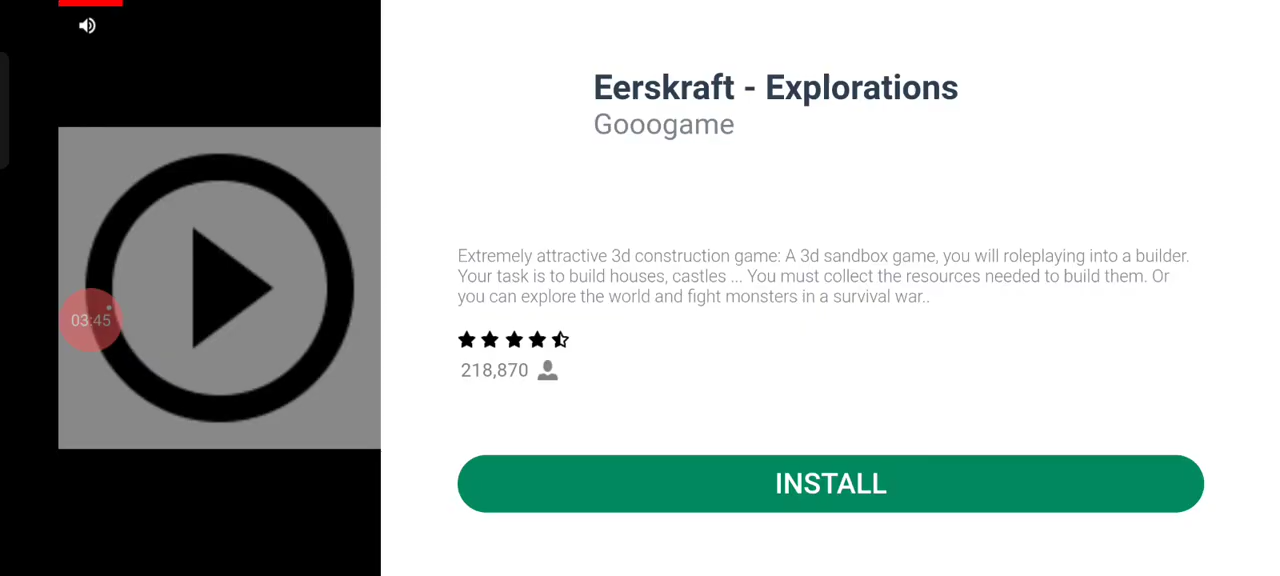 Eerskraft - Explorations
Gooogame
Extremely attractive 3d construction game: A 3d sandbox game, you will roleplaying into a builder.
Your task is to build houses, castles ... You must collect the resources needed to build them. Or
you can explore the world and fight monsters in a survival war..
03:45
218,870
INSTALL